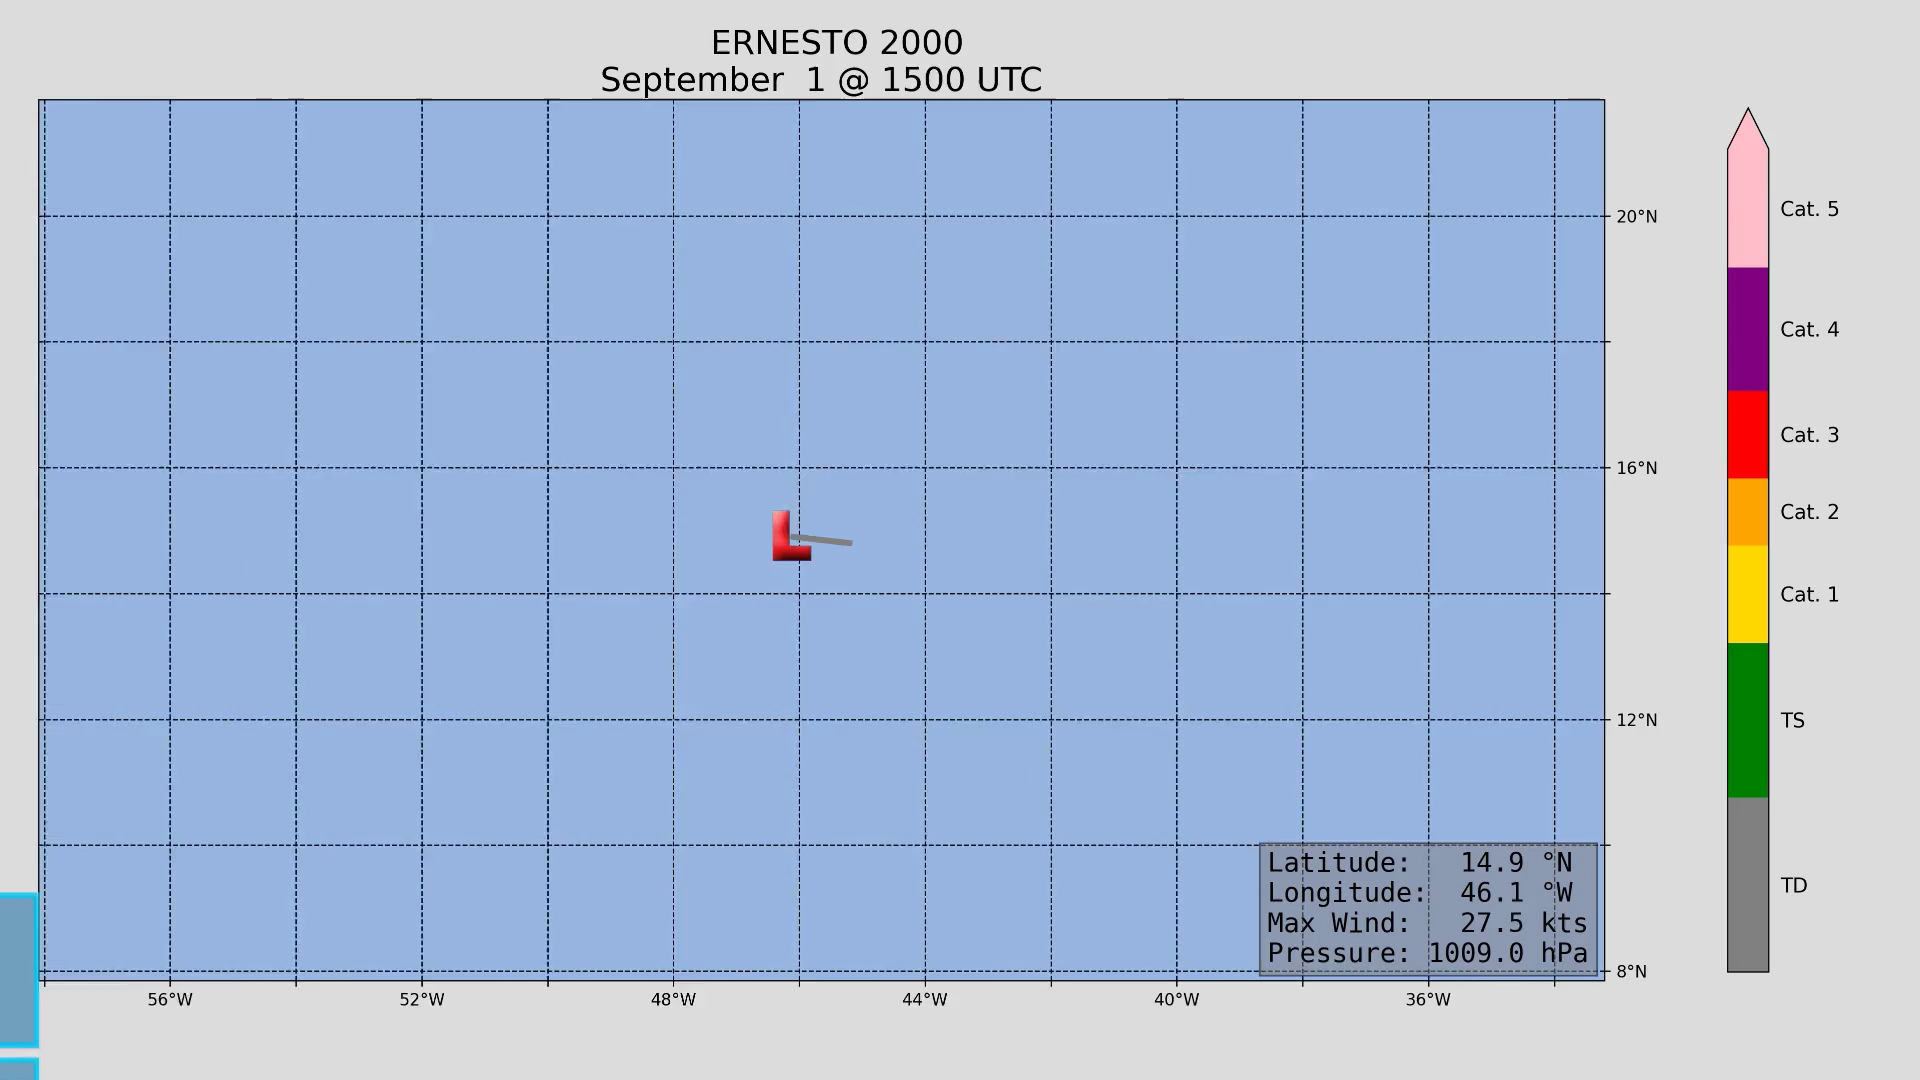 ERNESTO 2000
September  1 @ 1500 UTC
20°N
16°N
12°N
8°N
56°W
52°W
48°W
44°W
40°W
36°W
Latitude:   14.9 °N
Longitude:  46.1 °W
Max Wind:   27.5 kts
Pressure: 1009.0 hPa
Cat. 5
Cat. 4
Cat. 3
Cat. 2
Cat. 1
TS
TD
L